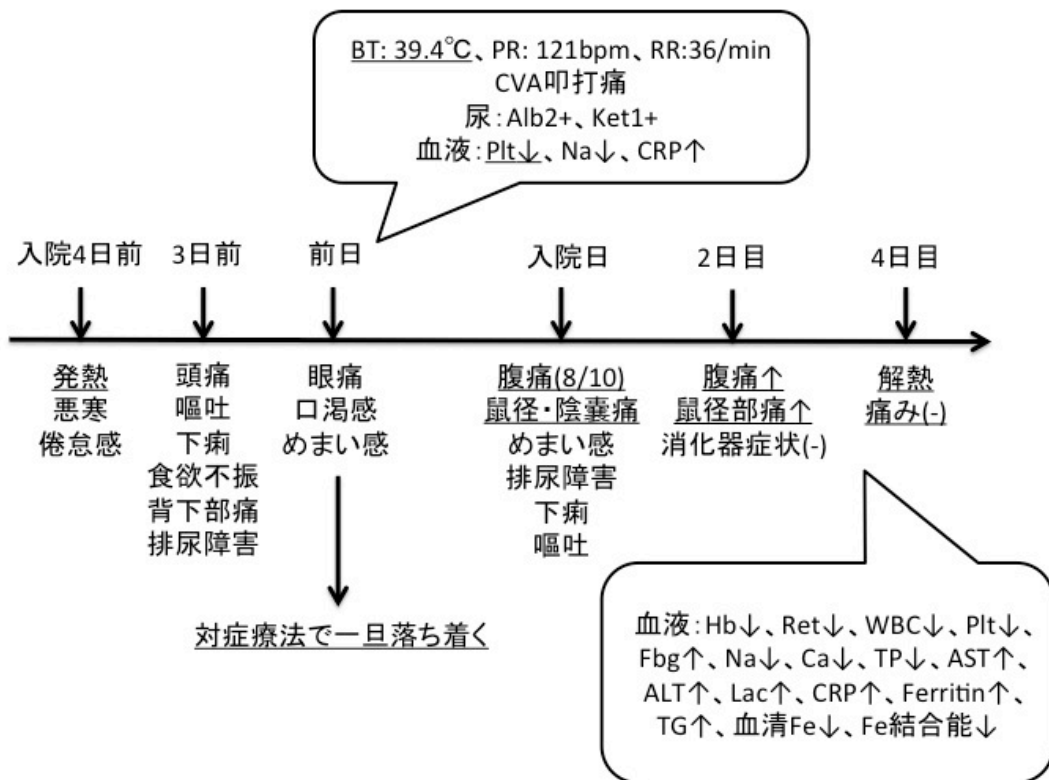 BT: 39.4℃、PR: 121bpm、RR:36/min
CVA叩打痛
尿:Alb2+、Ket1+
血液:Plt↓、Na↓、CRP↑
入院4日前
3日前
前日
入院日
2日目
4日目
発熱
悪寒
倦怠感
頭痛
嘔吐
下痢
食欲不振
背下部痛
排尿障害
眼痛
口渇感
めまい感
腹痛(8/10)
鼠径・陰嚢痛
めまい感
排尿障害
下痢
嘔吐
腹痛↑
鼠径部痛↑
消化器症状(-)
解熱
痛み(-)
対症療法で一旦落ち着く
血液:Hb↓、Ret↓、WBC↓、Plt↓、
Fbg↑、Na↓、Ca↓、TP↓、AST↑、
ALT↑、Lac↑、CRP↑、Ferritin↑、
TG↑、血清Fe↓、Fe結合能↓